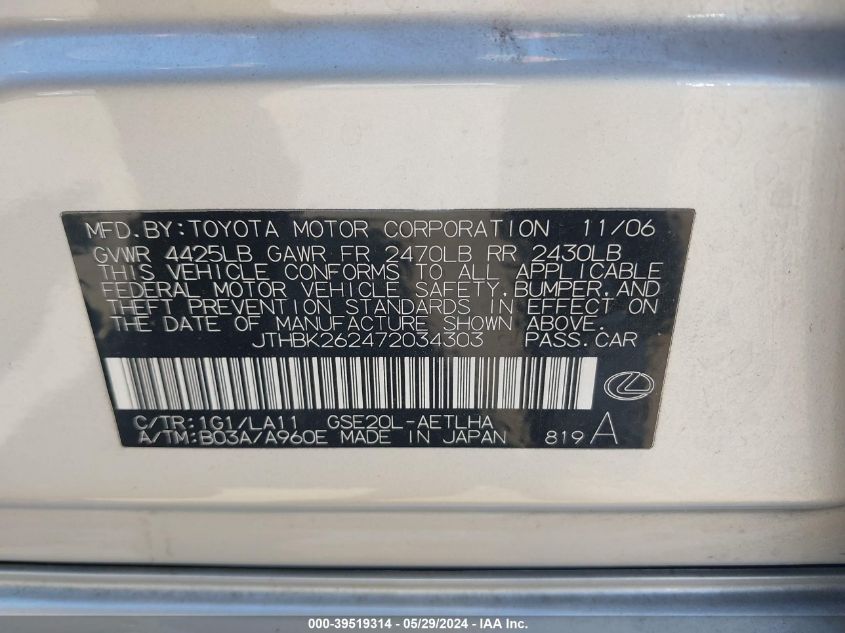 MFD.BY:TOYOTA MOTOR CORPORATION 11/06
GVWR 4425LB GAWR FR 2470LB RR 2430LB
THIS VEHICLE CONFORMS TO ALL APPLICABLE
FEDERAL MOTOR VEHICLE SAFETY,BUMPER,AND
THEFT PREVENTION STANDARDS IN EFFECT ON
THE DATE OF MANUFACTURE SHOWN ABOVE.
JTHBK262472034303 PASS.CAR
C/TR:1G1/LA11 GSE20L-AETLHA
A/TM:B03A/A960E MADE IN JAPAN 819A
000-39519314 - 05/29/2024 - IAA Inc.